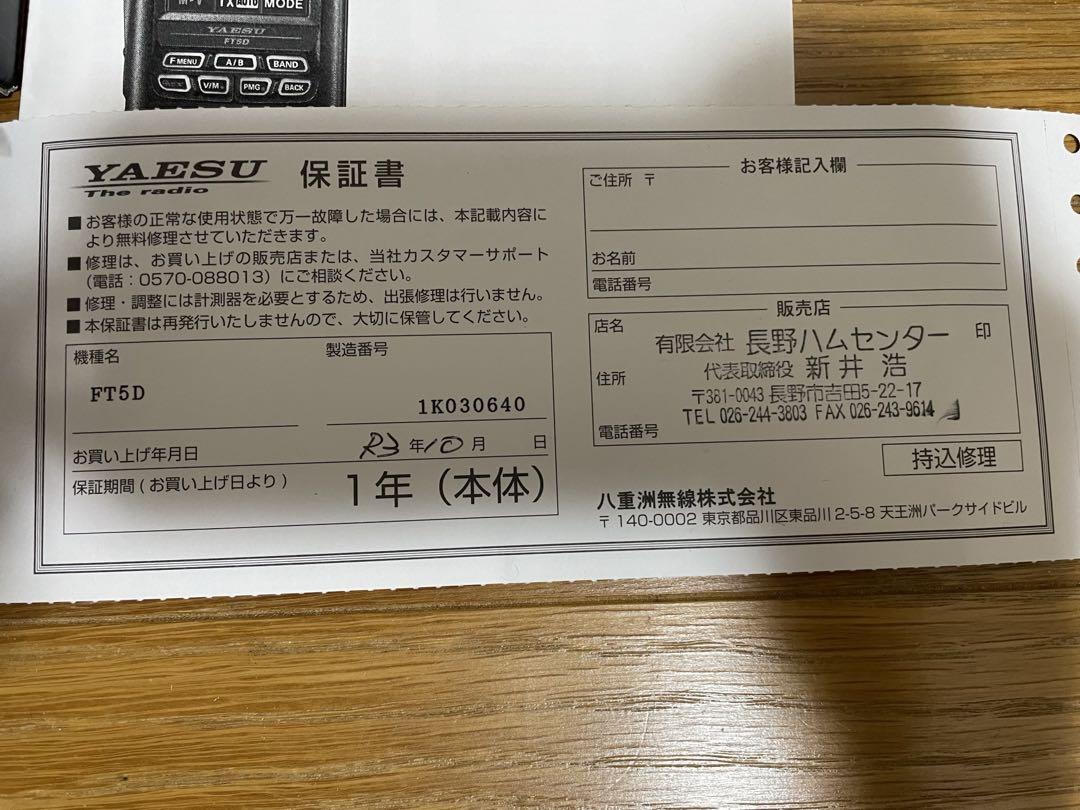 M▶V TX AUTO MODE
YAESU
FT5D
F MENU A/B BAND
V/M PMG BACK
YAESU
The radio
保証書
■ お客様の正常な使用状態で万一故障した場合には、本記載内容に
より無料修理させていただきます。
■ 修理は、お買い上げの販売店または、当社カスタマーサポート
（電話：0570-088013）にご相談ください。
■ 修理・調整には計測器を必要とするため、出張修理は行いません。
■ 本保証書は再発行いたしませんので、大切に保管してください。
機種名 製造番号
FT5D
1K030640
お買い上げ年月日 R3 年 10 月 日
保証期間 ( お買い上げ日より ) 1年（本体）
お客様記入欄
ご住所 〒
お名前
電話番号
販売店
店名 有限会社 長野ハムセンター 印
代表取締役 新井 浩
住所
〒381-0043 長野市吉田5-22-17
TEL 026-244-3803 FAX 026-243-9614
電話番号
持込修理
八重洲無線株式会社
〒 140-0002 東京都品川区東品川 2-5-8 天王洲パークサイドビル